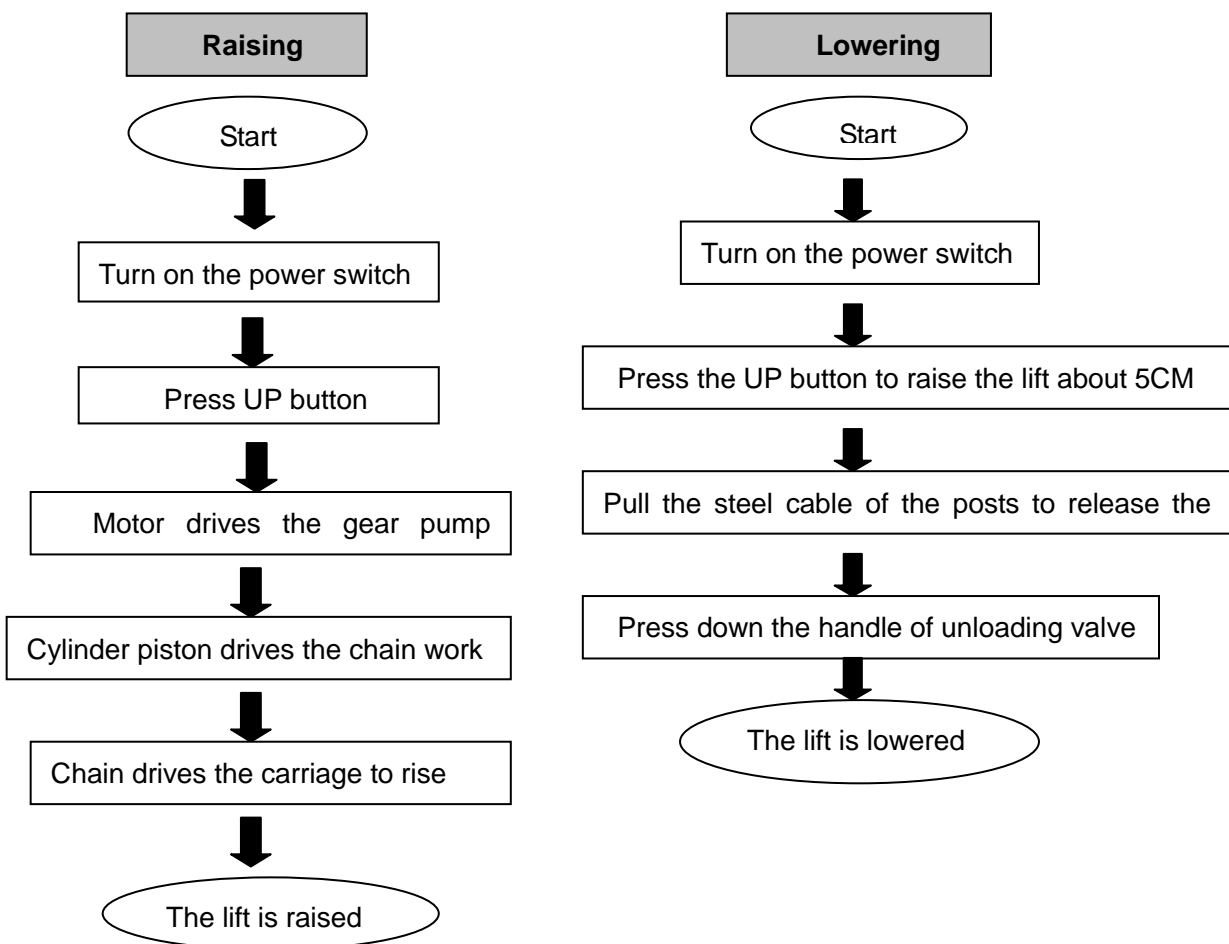 Raising
Start
Turn on the power switch
Press UP button
Motor drives the gear pump
Cylinder piston drives the chain work
Chain drives the carriage to rise
The lift is raised
Lowering
Start
Turn on the power switch
Press the UP button to raise the lift about 5CM
Pull the steel cable of the posts to release the
Press down the handle of unloading valve
The lift is lowered